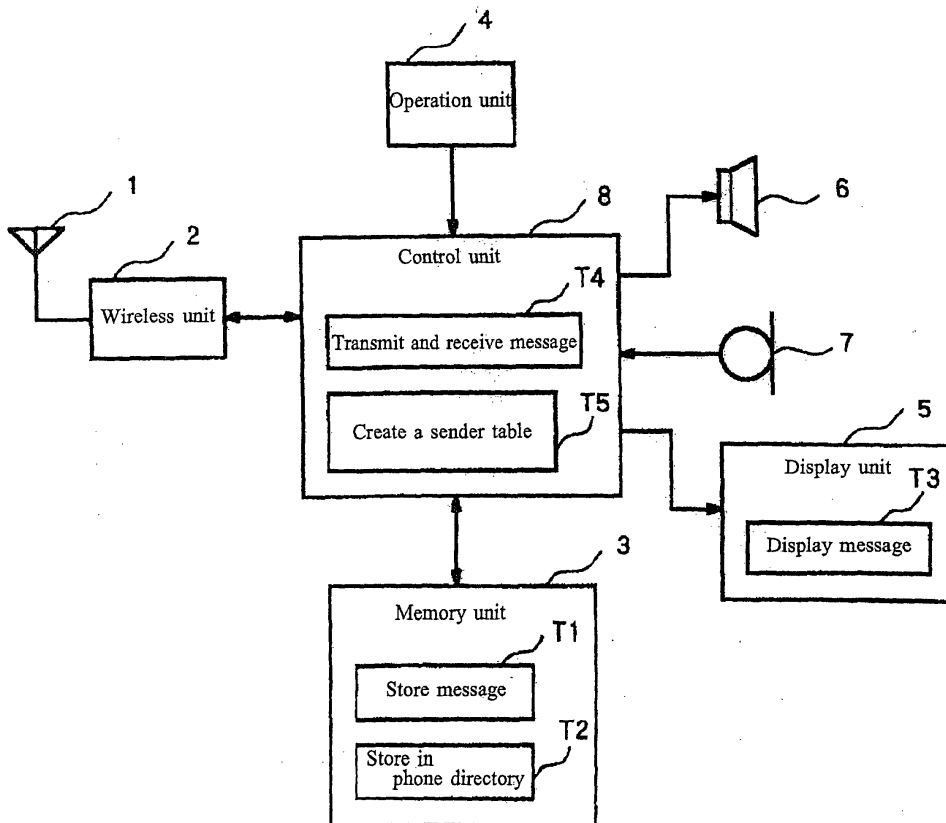 4
Operation unit
1
2
Wireless unit
8
Control unit
T4
Transmit and receive message
T5
Create a sender table
6
7
5
Display unit
T3
Display message
3
Memory unit
T1
Store message
T2
Store in
phone directory